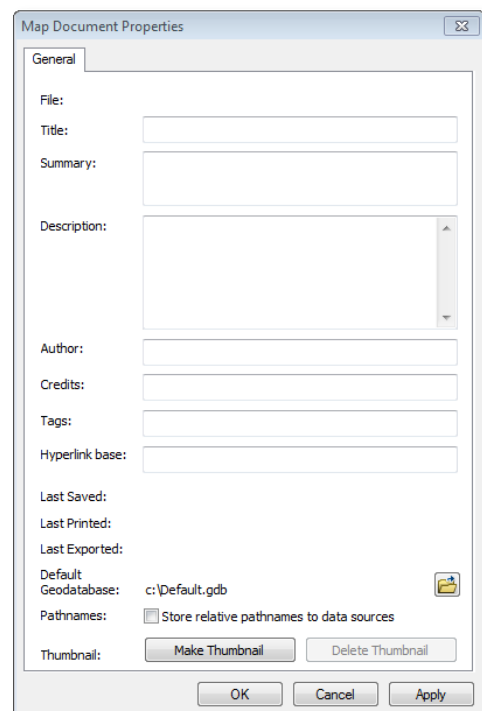 Map Document Properties
General
File:
Title:
Summary:
Description:
Author:
Credits:
Tags:
Hyperlink base:
Last Saved:
Last Printed:
Last Exported:
Default
Geodatabase: c:\Default.gdb
Pathnames: Store relative pathnames to data sources
Thumbnail: Make Thumbnail Delete Thumbnail
OK Cancel Apply